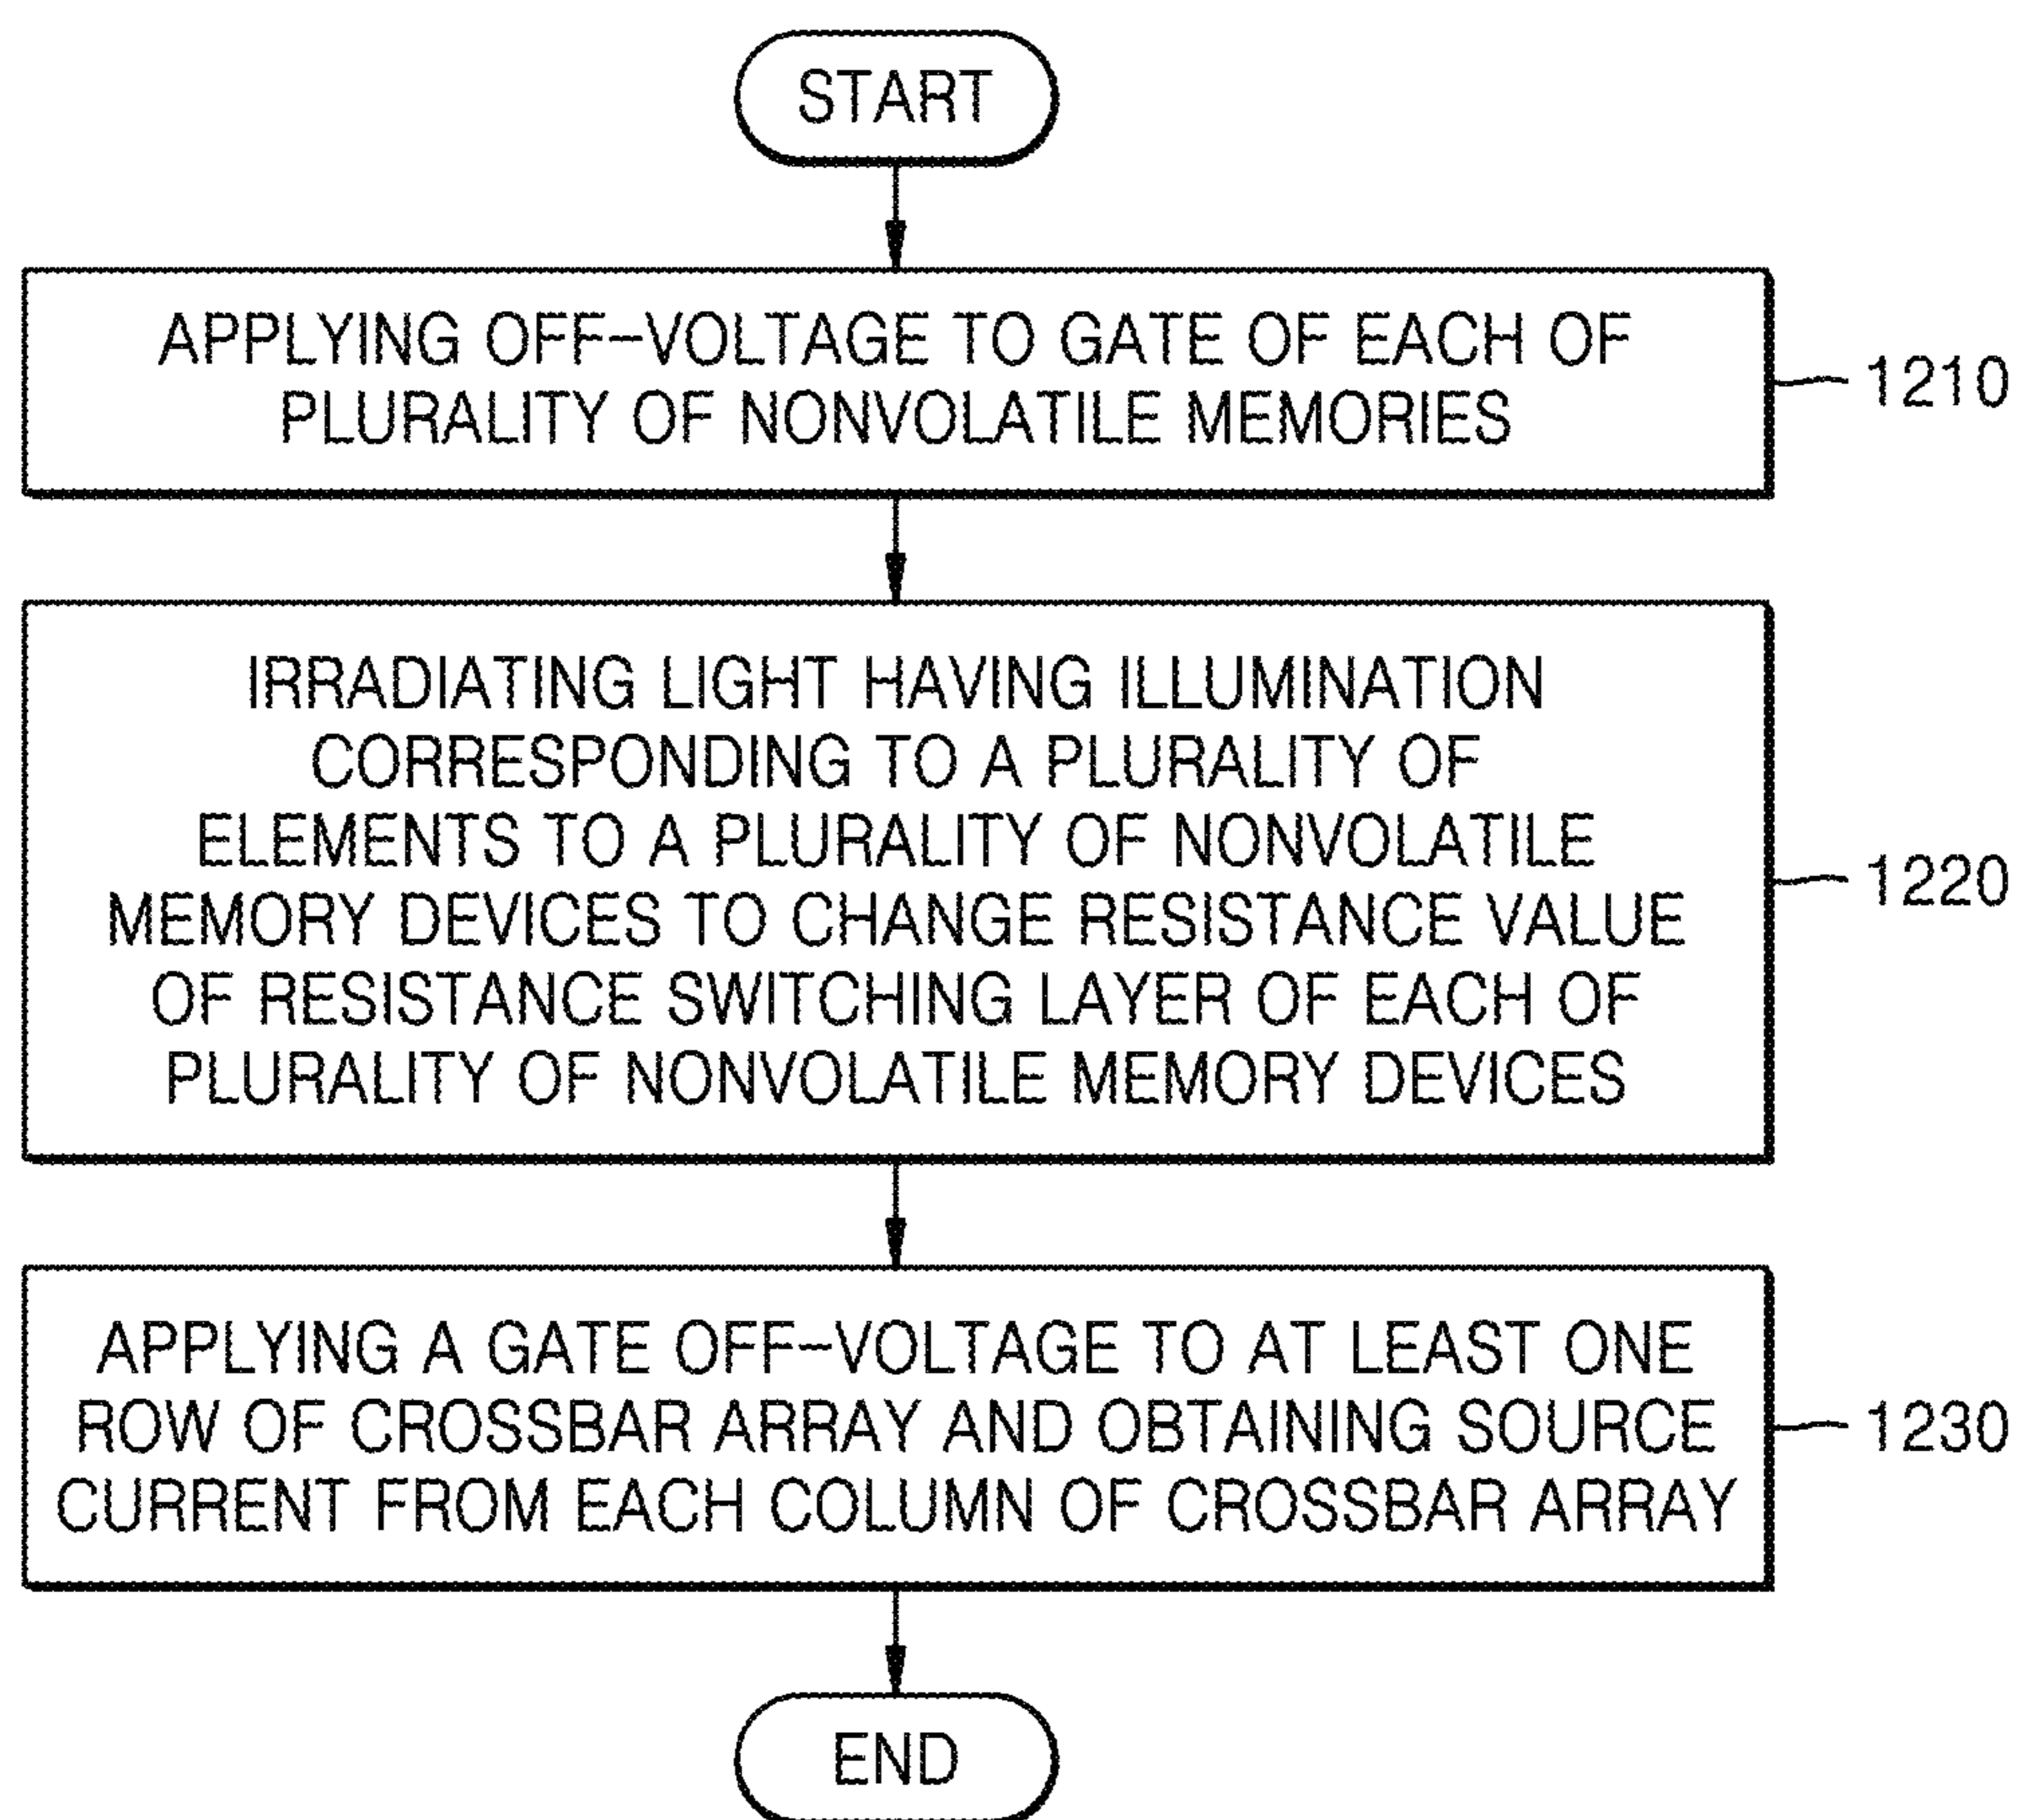 START
APPLYING OFF-VOLTAGE TO GATE OF EACH OF
PLURALITY OF NONVOLATILE MEMORIES
1210
IRRADIATING LIGHT HAVING ILLUMINATION
CORRESPONDING TO A PLURALITY OF
ELEMENTS TO A PLURALITY OF NONVOLATILE
MEMORY DEVICES TO CHANGE RESISTANCE VALUE
OF RESISTANCE SWITCHING LAYER OF EACH OF
PLURALITY OF NONVOLATILE MEMORY DEVICES
1220
APPLYING A GATE OFF-VOLTAGE TO AT LEAST ONE
ROW OF CROSSBAR ARRAY AND OBTAINING SOURCE
CURRENT FROM EACH COLUMN OF CROSSBAR ARRAY
1230
END